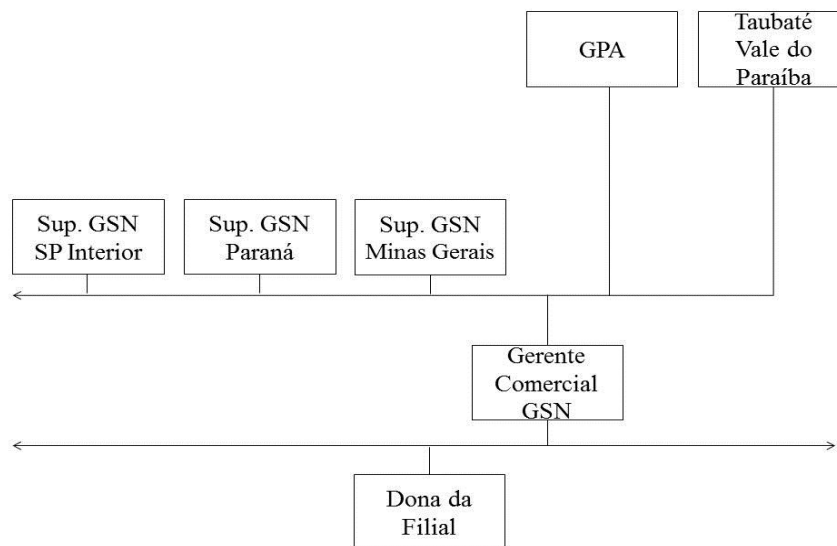 GPA
Taubaté
Vale do
Paraíba
Sup. GSN
SP Interior
Sup. GSN
Paraná
Sup. GSN
Minas Gerais
Gerente
Comercial
GSN
Dona da
Filial